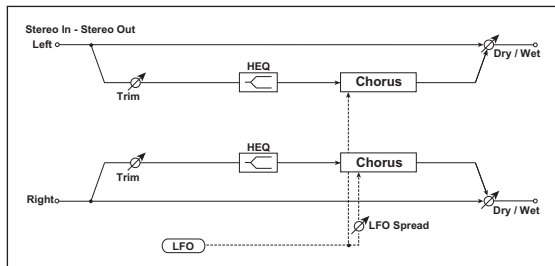 Stereo In - Stereo Out
Left
Dry / Wet
HEQ
Chorus
Trim
HEQ
Chorus
Trim
Right
Dry / Wet
LFO Spread
LFO